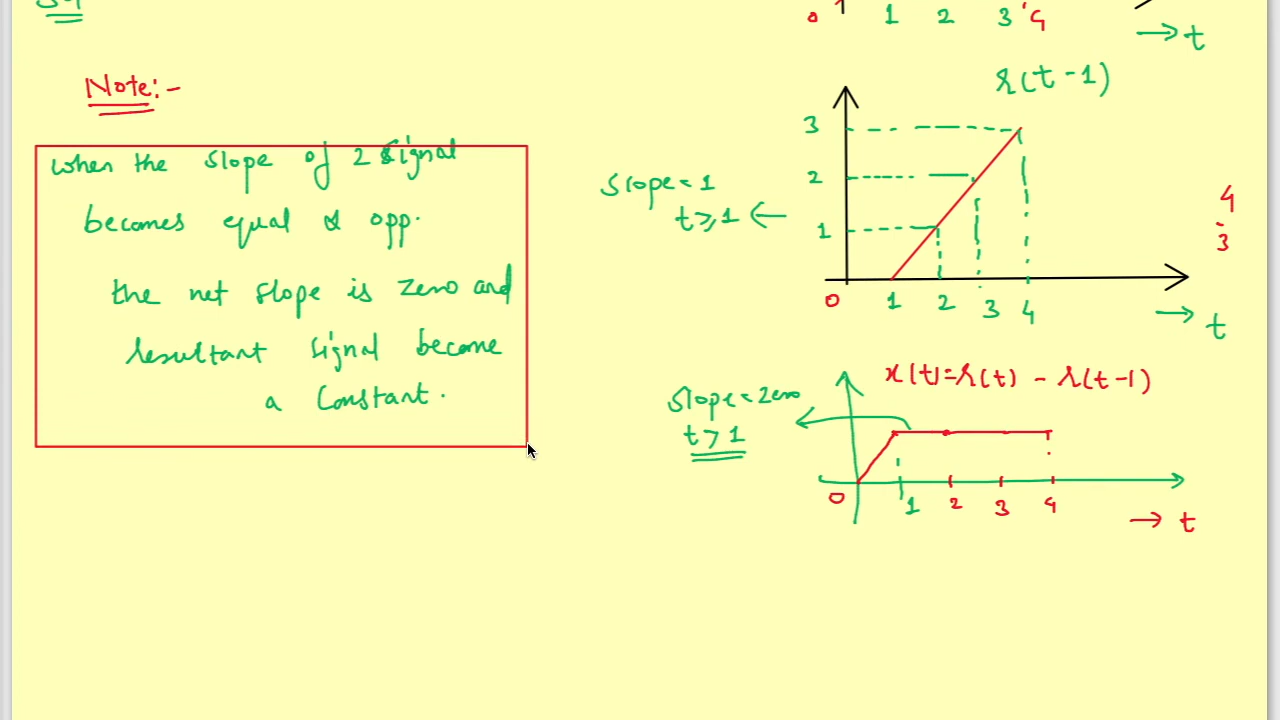 0 1 2 3 4
→ t
Note:-
when the slope of 2 signal
becomes equal & opp.
the net slope is zero and
resultant signal become
a Constant.
r(t-1)
3
2
1
slope=1
t≥1 ←
4
3
0 1 2 3 4
→ t
x(t)=r(t) - r(t-1)
slope=zero
t>1
0 1 2 3 4
→ t